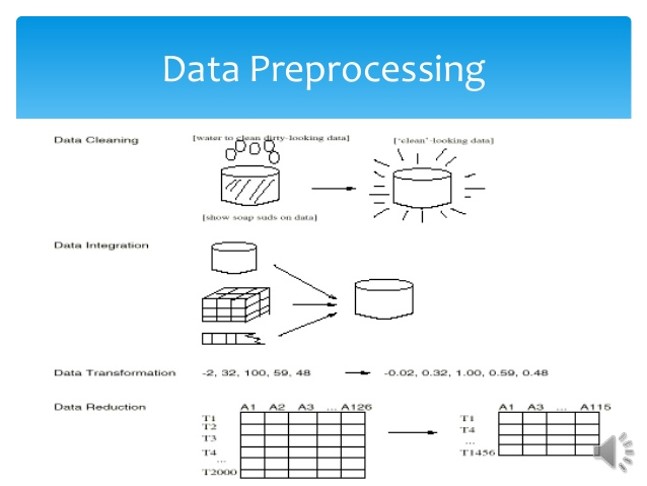 Data Preprocessing
Data Cleaning
[water to clean dirty-looking data]
['clean'-looking data]
[show soap suds on data]
Data Integration
Data Transformation -2, 32, 100, 59, 48 -0.02, 0.32, 1.00, 0.59, 0.48
Data Reduction
A1 A2 A3 ... A126
T1
T2
T3
T4
...
T2000
A1 A3 ... A115
T1
T4
...
T1456